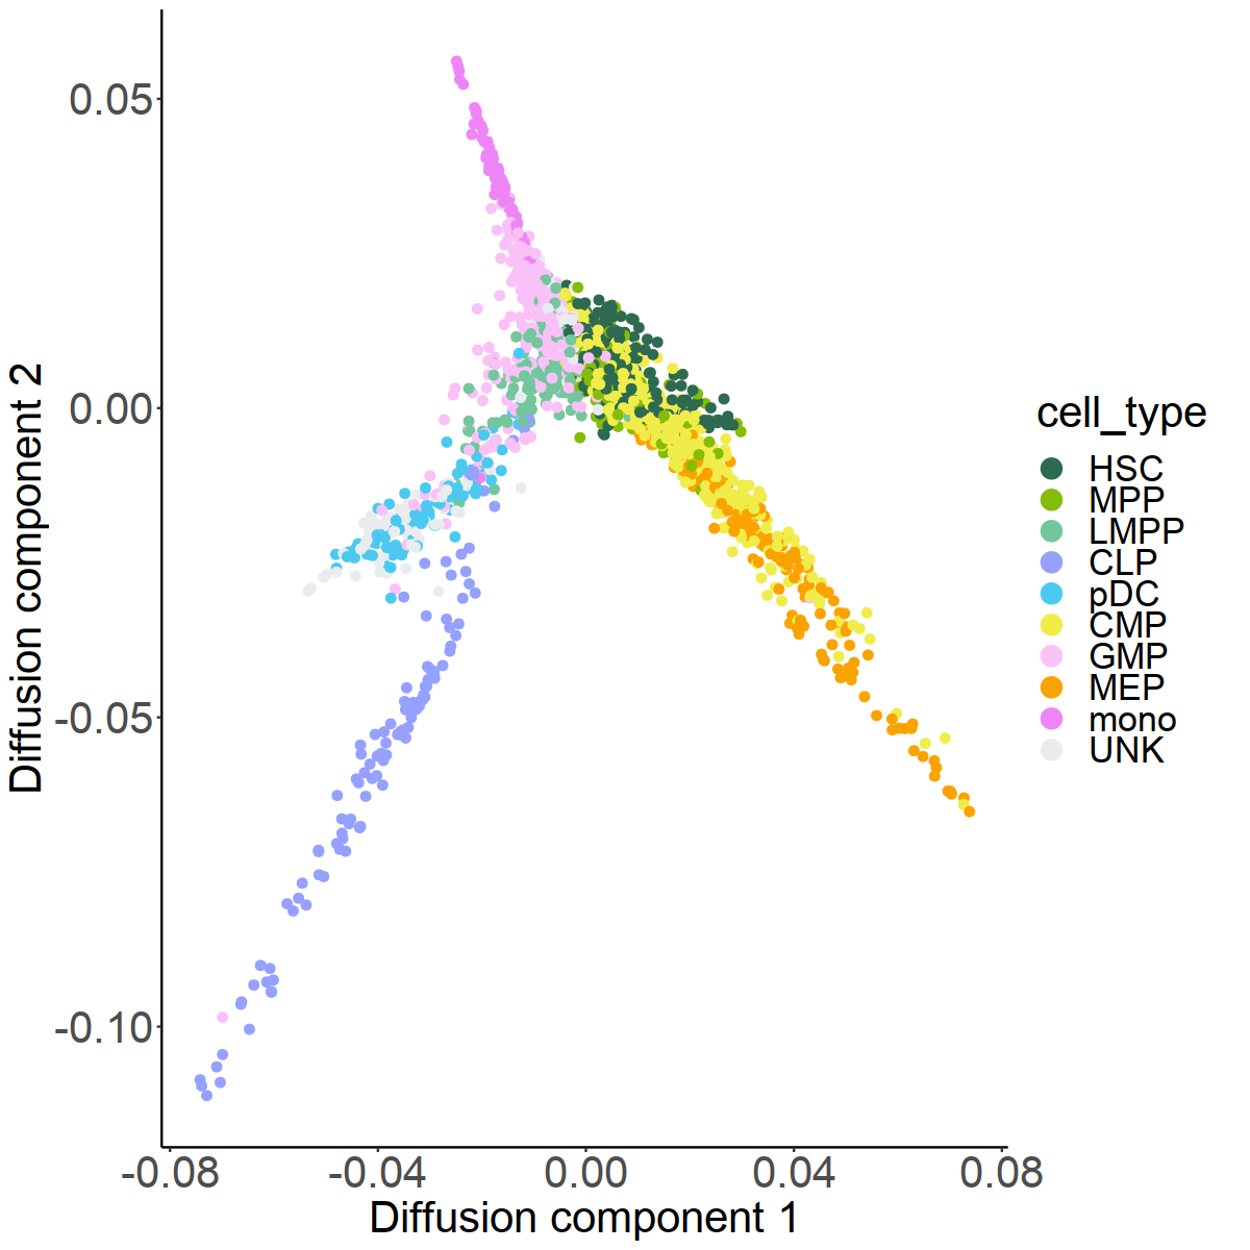 0.05
0.00
-0.05
-0.10
Diffusion component 2
-0.08
-0.04
0.00
0.04
0.08
Diffusion component 1
cell_type
HSC
MPP
LMPP
CLP
pDC
CMP
GMP
MEP
mono
UNK